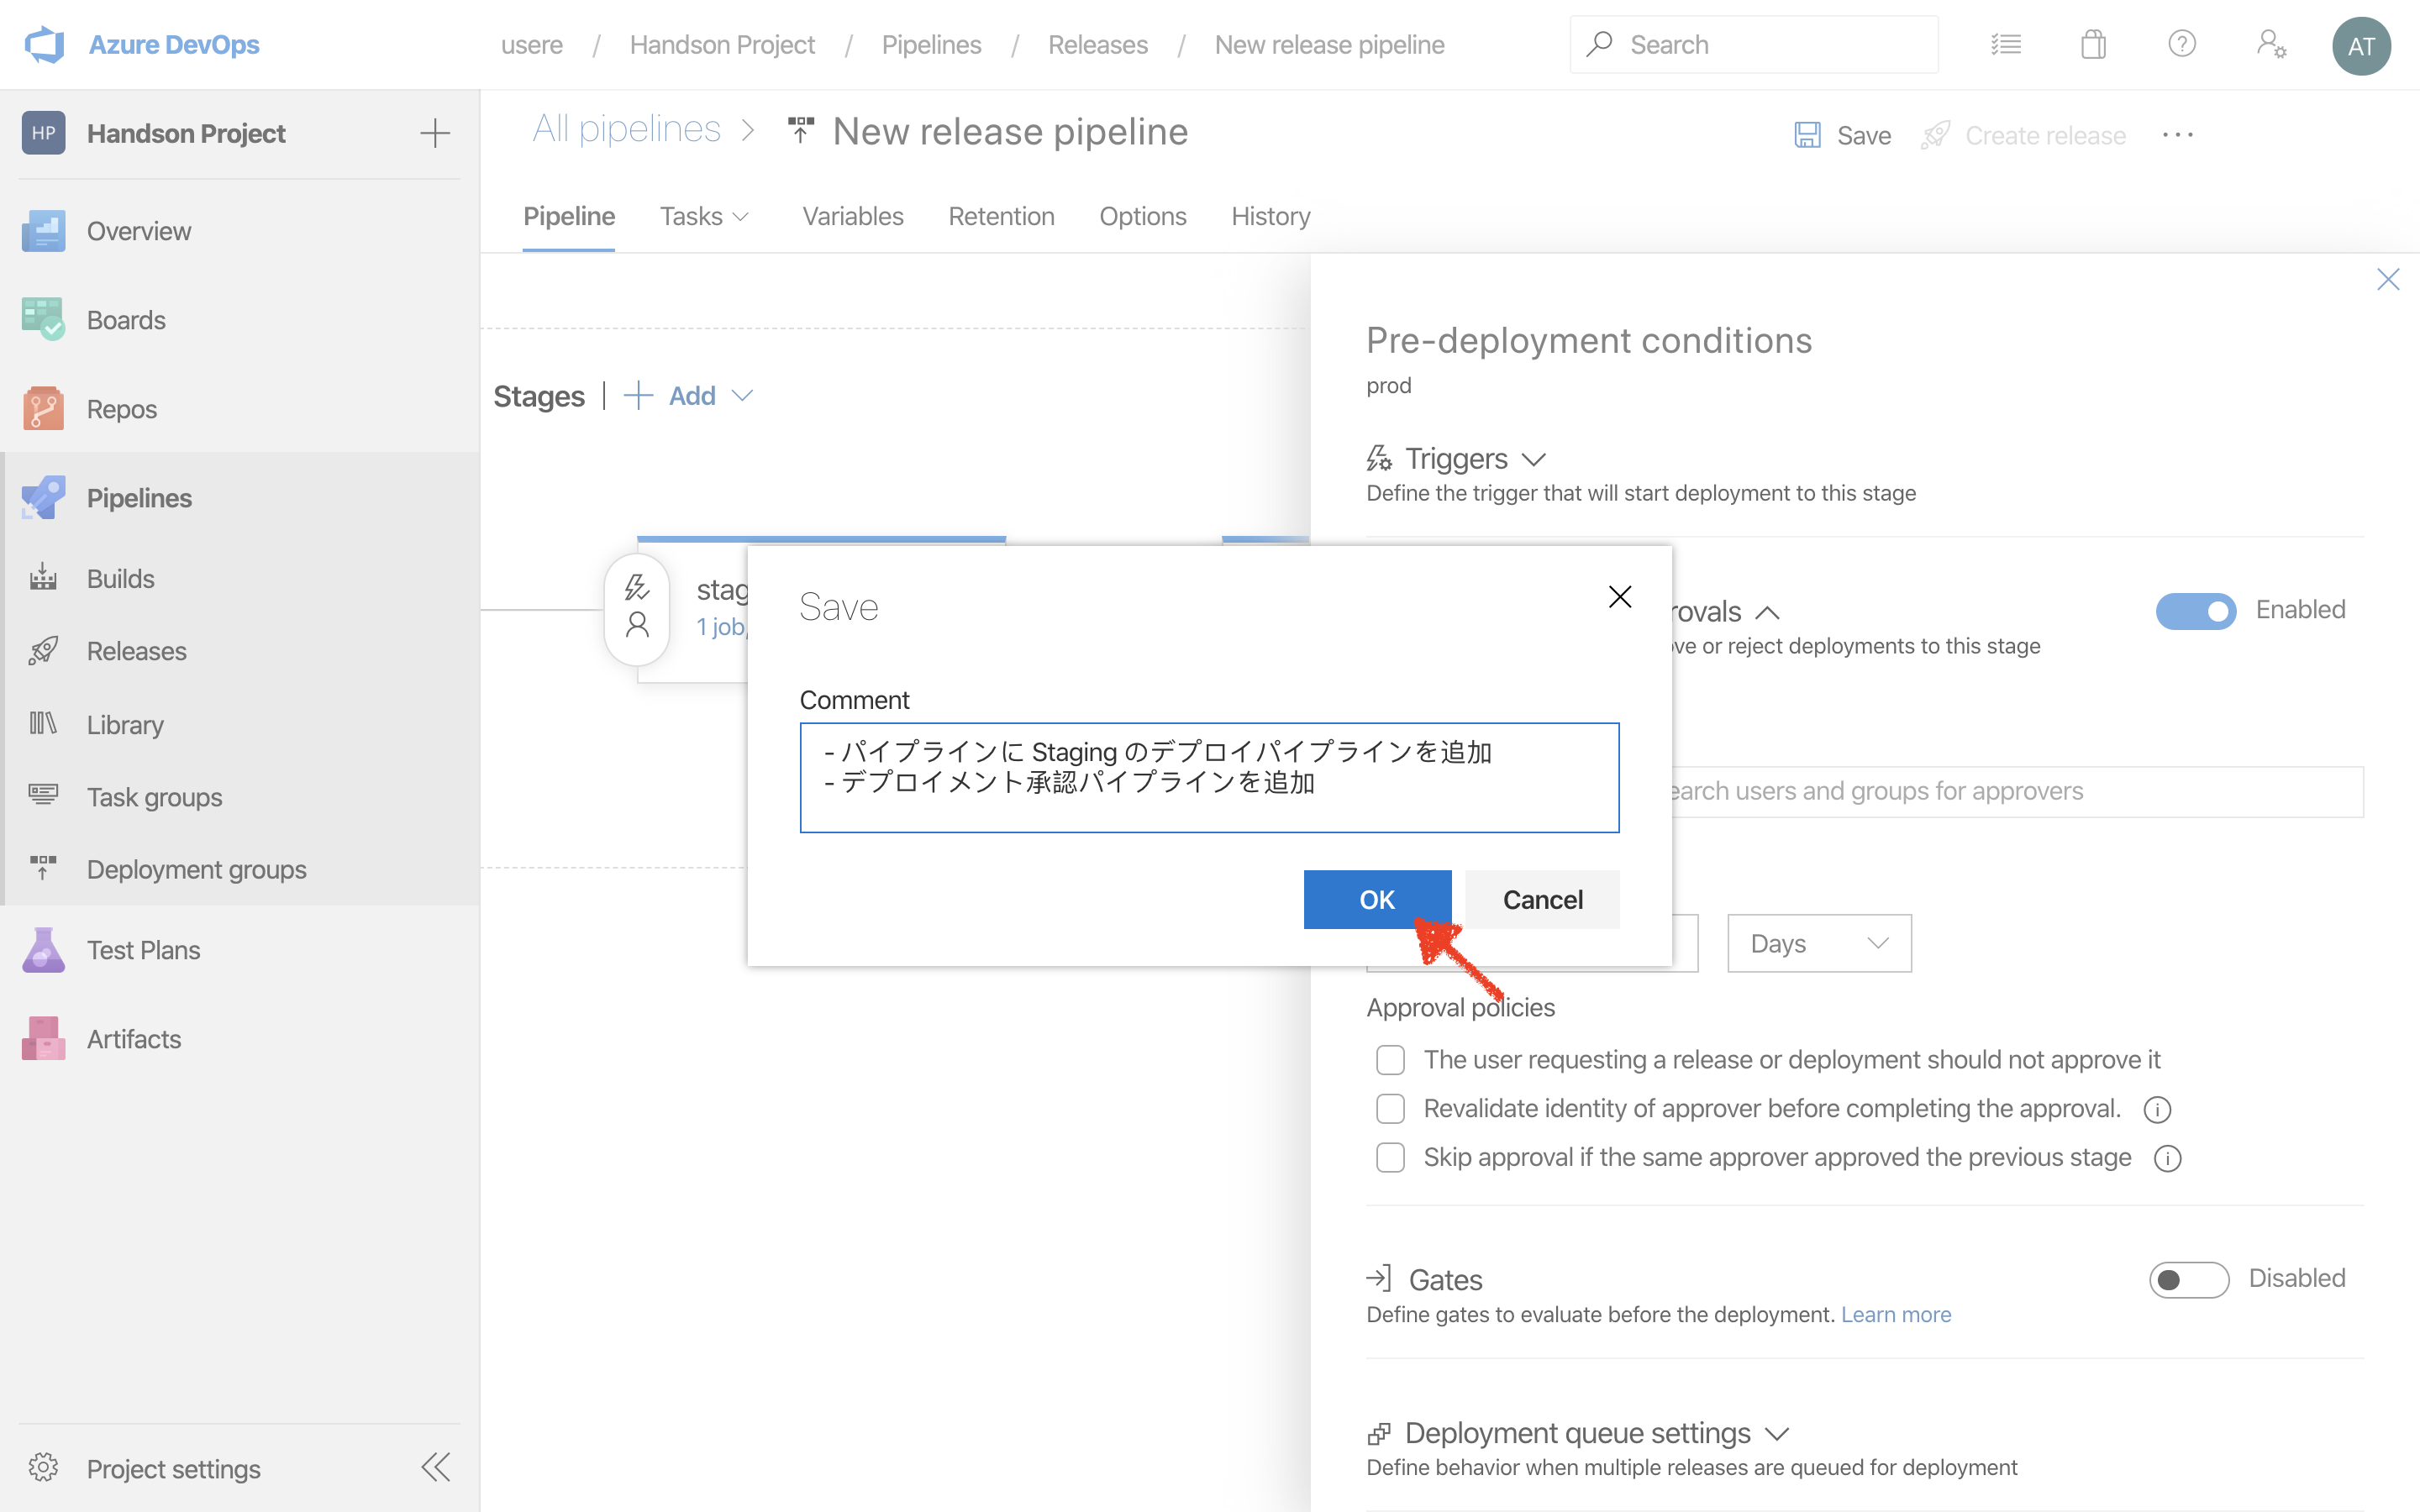 Azure DevOps
usere / Handson Project / Pipelines / Releases / New release pipeline
Search
AT
HP Handson Project
Overview
Boards
Repos
Pipelines
Builds
Releases
Library
Task groups
Deployment groups
Test Plans
Artifacts
Project settings
All pipelines > New release pipeline
Save
Create release
Pipeline
Tasks
Variables
Retention
Options
History
Stages | + Add
stag
1 job,
Pre-deployment conditions
prod
Triggers
Define the trigger that will start deployment to this stage
rovals
Enabled
ve or reject deployments to this stage
earch users and groups for approvers
Days
Save
Comment
- パイプラインに Staging のデプロイパイプラインを追加
- デプロイメント承認パイプラインを追加
OK
Cancel
Approval policies
The user requesting a release or deployment should not approve it
Revalidate identity of approver before completing the approval.
Skip approval if the same approver approved the previous stage
Gates
Disabled
Define gates to evaluate before the deployment. Learn more
Deployment queue settings
Define behavior when multiple releases are queued for deployment